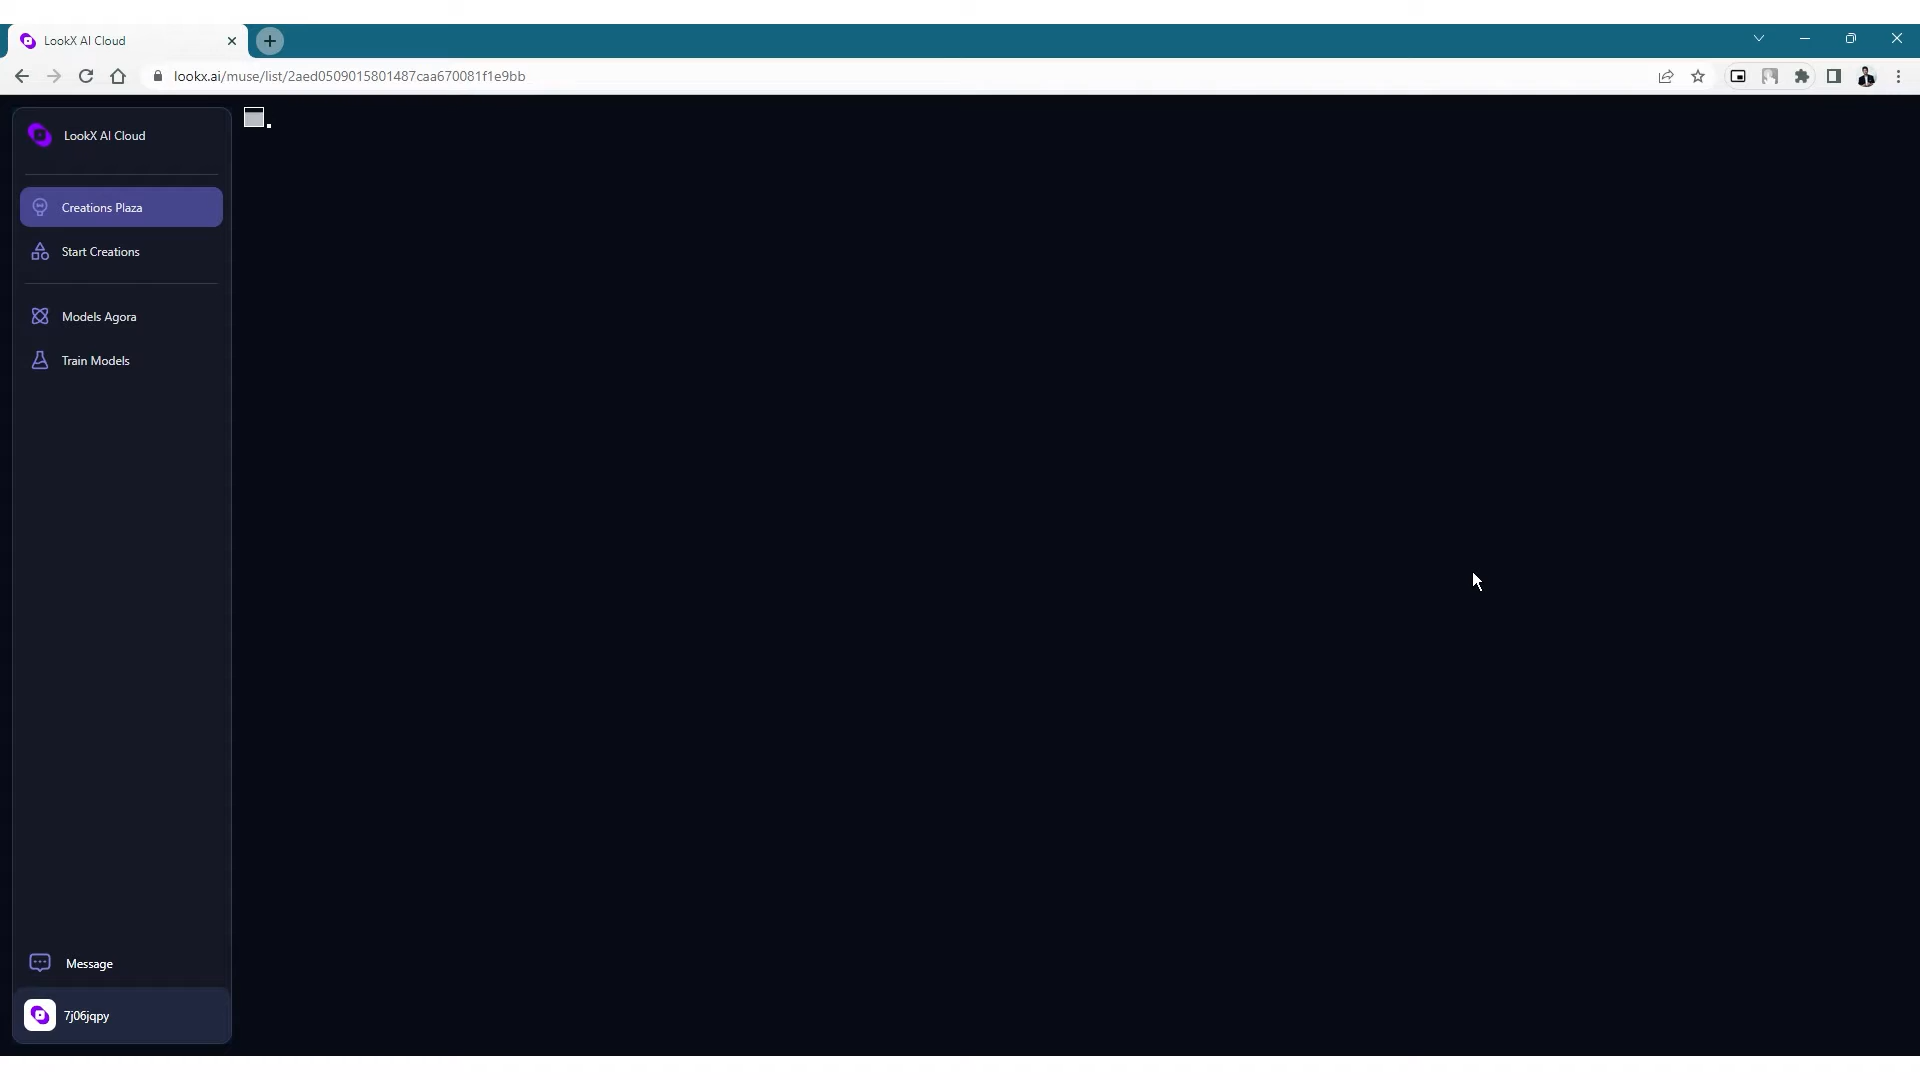 LookX AI Cloud
lookx.ai/muse/list/2aed0509015801487caa670081f1e9bb
LookX AI Cloud
Creations Plaza
Start Creations
Models Agora
Train Models
Message
7j06jqpy